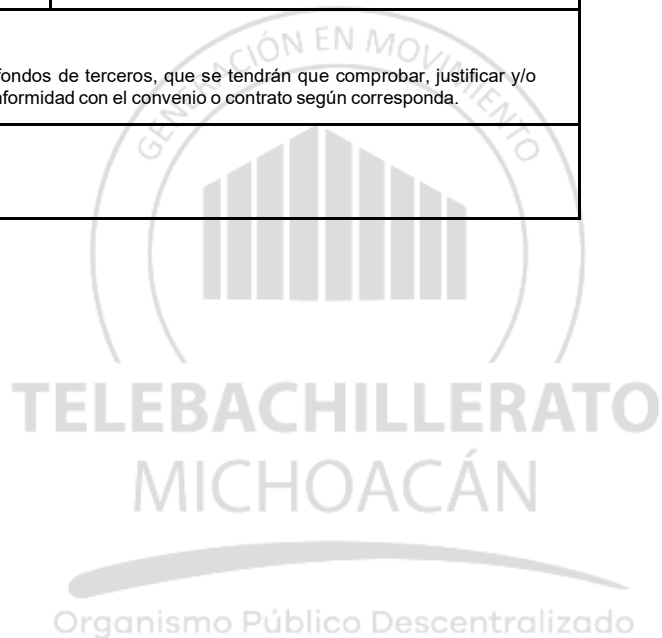 fondos de terceros, que se tendrán que comprobar, justificar y/o
formidad con el convenio o contrato según corresponda.
GENERACIÓN EN MOVIMIENTO
TELEBACHILLERATO
MICHOACÁN
Organismo Público Descentralizado